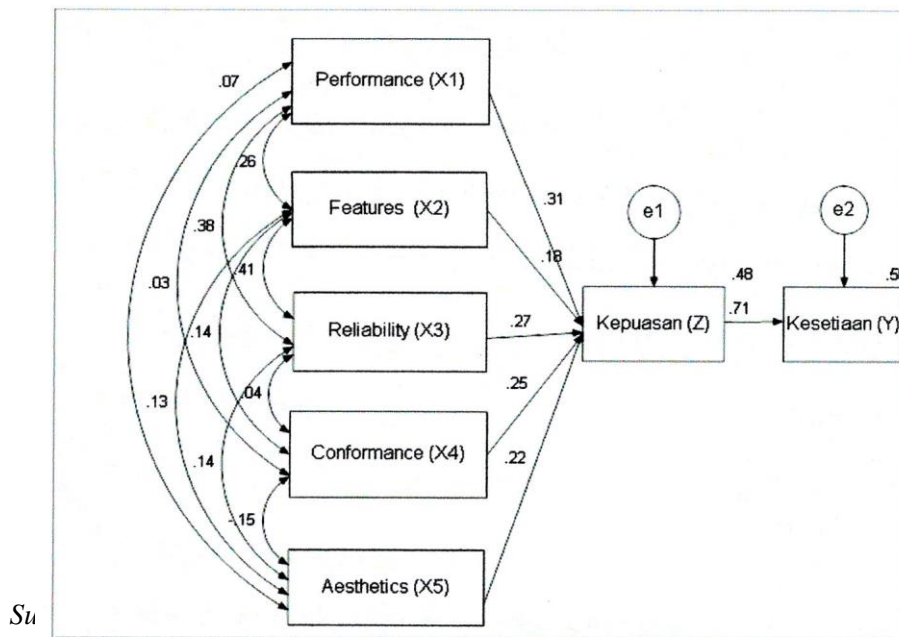 .07
Performance (X1)
.26
.31
e1
e2
Features (X2)
.38
.18
.41
.48
.03
Kepuasan (Z)
.71
Kesetiaan (Y)
.27
Reliability (X3)
.14
.04
.25
.13
Conformance (X4)
.14
.22
-.15
Aesthetics (X5)